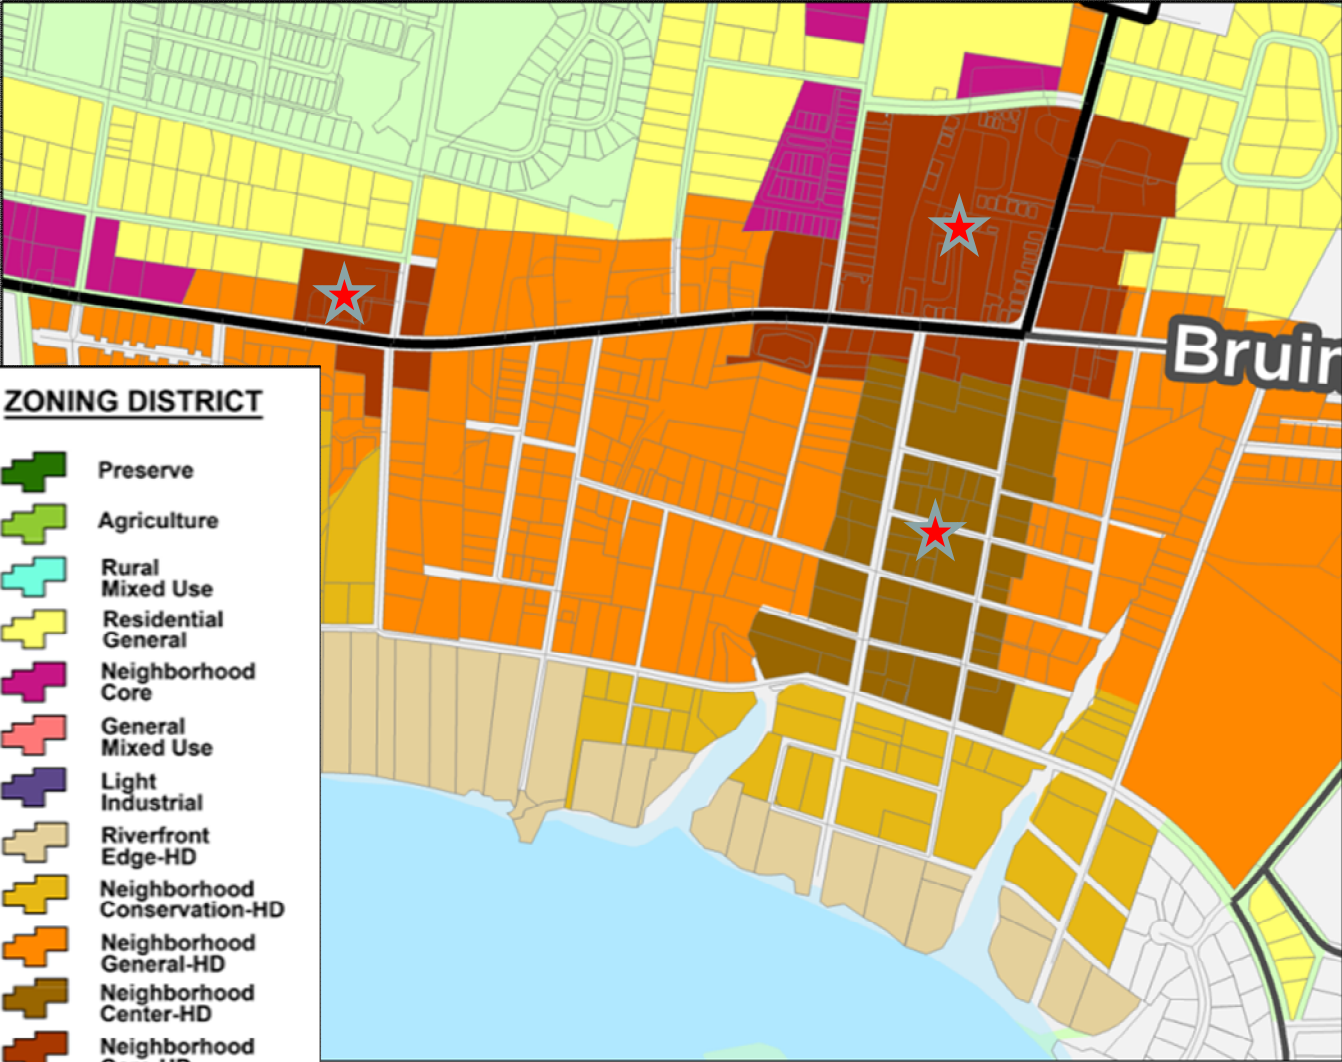 Bruin
ZONING DISTRICT
Preserve
Agriculture
Rural
Mixed Use
Residential
General
Neighborhood
Core
General
Mixed Use
Light
Industrial
Riverfront
Edge-HD
Neighborhood
Conservation-HD
Neighborhood
General-HD
Neighborhood
Center-HD
Neighborhood